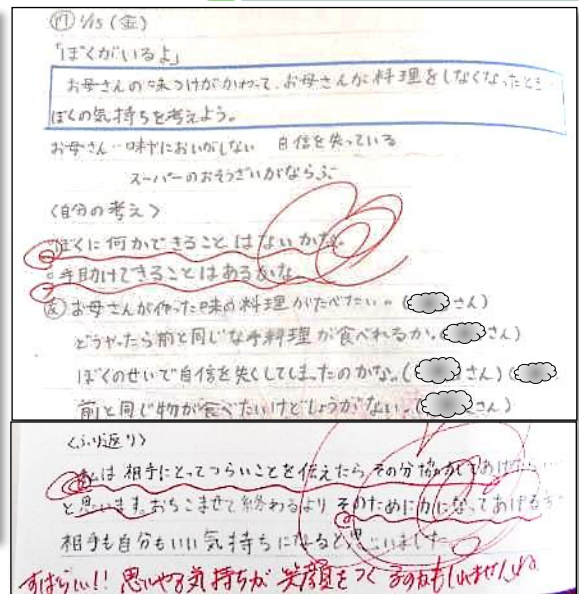 ⑰ 1/15 (金)
「ぼくがいるよ」
お母さんの味つけがかわって、お母さんが料理をしなくなったとき
ぼくの気持ちを考えよう。
お母さん…味やにおいがしない 自信を失っている
スーパーのおそうざいがならぶ
〈自分の考え〉
ぼくに何かできることはないかな。
手助けできることはあるかな。
㊎お母さんが作った味の料理がたべたい。(さん)
どうやったら前と同じな手料理が食べれるか。(さん)
ぼくのせいで自信を失くしてしまったのかな。(さん)(
前と同じ物が食べたいけどしょうがない。(さん)
〈ふり返り〉
は相手にとってつらいことを伝えたらその分協力してあげたい
と思います。おちこませて終わるよりそのために力になってあげる方
相手も自分もいい気持ちになると思いました
すばらしい!! 思いやる気持ちが笑顔をつくるのかもしれませんね